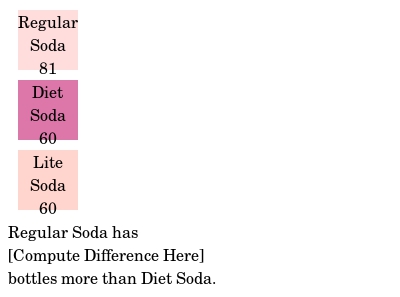 Regular
Soda
81
Diet
Soda
60
Lite
Soda
60
Regular Soda has
[Compute Difference Here]
bottles more than Diet Soda.